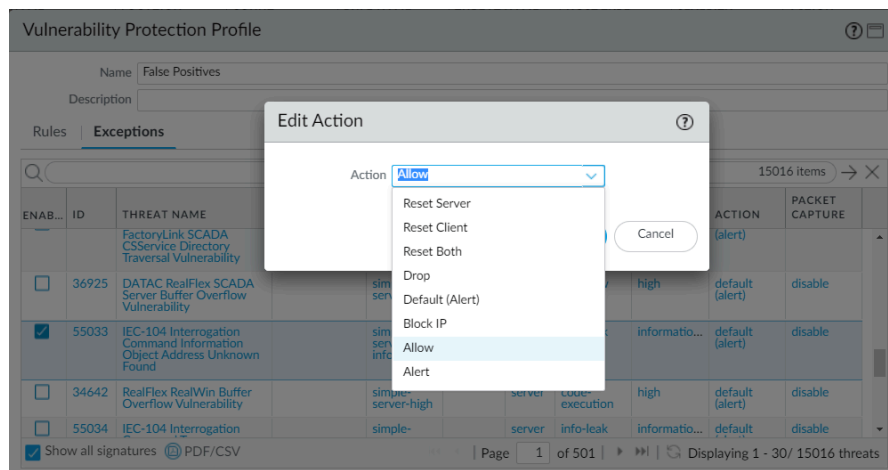 Vulnerability Protection Profile
Name False Positives
Description
Rules Exceptions
Edit Action
Action Allow
Reset Server
Reset Client
Reset Both
Drop
Default (Alert)
Block IP
Allow
Alert
Cancel
15016 items
ENAB... ID THREAT NAME ACTION PACKET CAPTURE
FactoryLink SCADA
CSService Directory
Traversal Vulnerability
(alert)
36925 DATAC RealFlex SCADA
Server Buffer Overflow
Vulnerability
high default
(alert)
disable
55033 IEC-104 Interrogation
Command Information
Object Address Unknown
Found
informatio... default
(alert)
disable
34642 RealFlex RealWin Buffer
Overflow Vulnerability
simple-
server-high
server code-
execution
high default
(alert)
disable
55034 IEC-104 Interrogation
simple- server info-leak informatio... default disable
Show all signatures PDF/CSV Page 1 of 501 Displaying 1 - 30/ 15016 threats